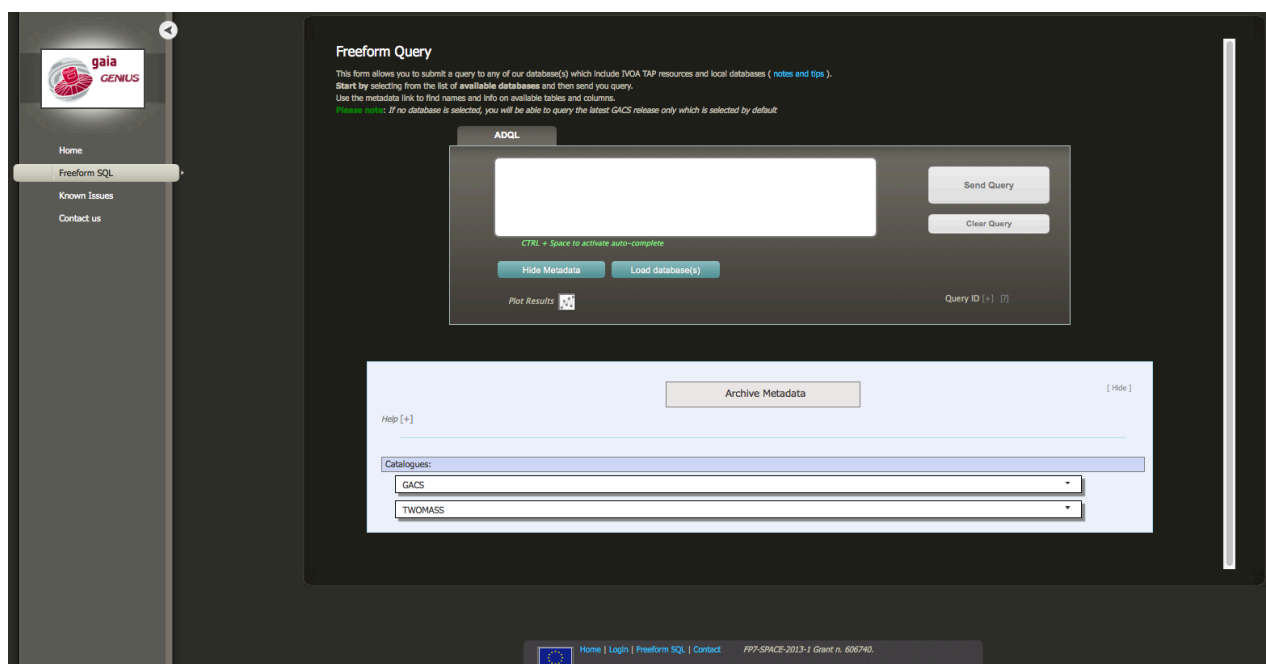 gaia
GENIUS
Home
Freeform SQL
Known Issues
Contact us
Freeform Query
This form allows you to submit a query to any of our database(s) which include IVOA TAP resources and local databases ( notes and tips ).
Start by selecting from the list of available databases and then send you query.
Use the metadata link to find names and info on available tables and columns.
Please note: If no database is selected, you will be able to query the latest GACS release only which is selected by default
ADQL
Send Query
Clear Query
CTRL + Space to activate auto-complete
Hide Metadata Load database(s)
Plot Results
Query ID [+] [?]
Archive Metadata
[ Hide ]
Help [+]
Catalogues:
GACS
TWOMASS
Home | Login | Freeform SQL | Contact FP7-SPACE-2013-1 Grant n. 606740.